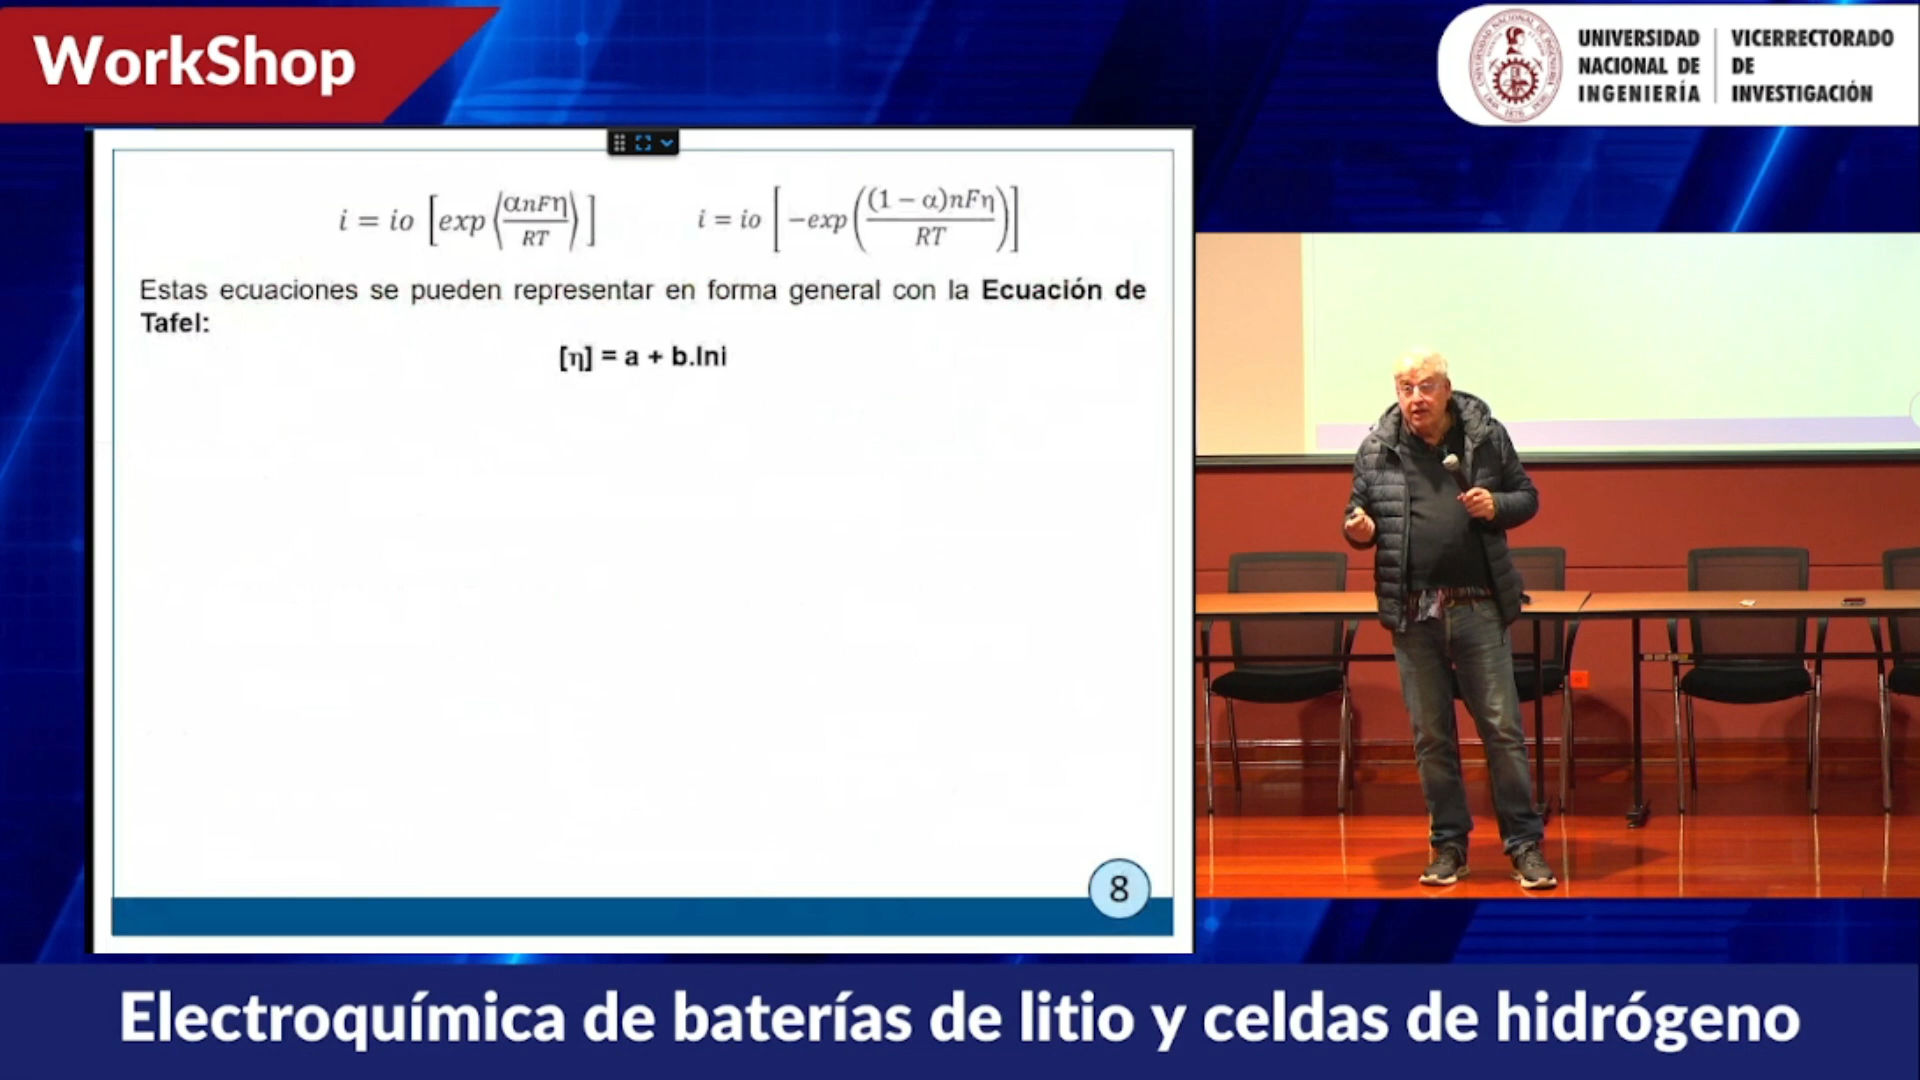 WorkShop
UNIVERSIDAD NACIONAL DE INGENIERÍA
VICERRECTORADO DE INVESTIGACIÓN
i = io [exp(αnFη/RT)]
i = io [−exp((1 − α)nFη/RT)]
Estas ecuaciones se pueden representar en forma general con la Ecuación de
Tafel:
[η] = a + b.lni
8
Electroquímica de baterías de litio y celdas de hidrógeno